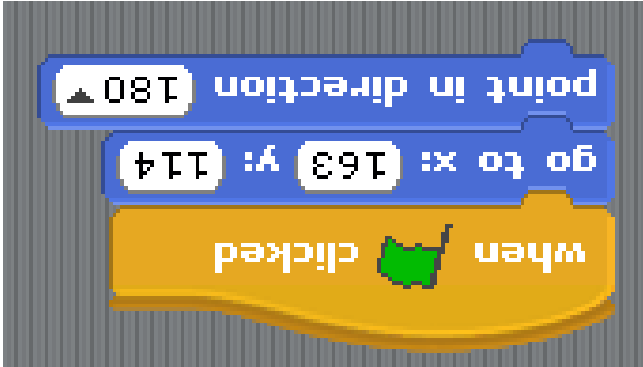 when clicked
go to x: 163 y: 114
point in direction 180